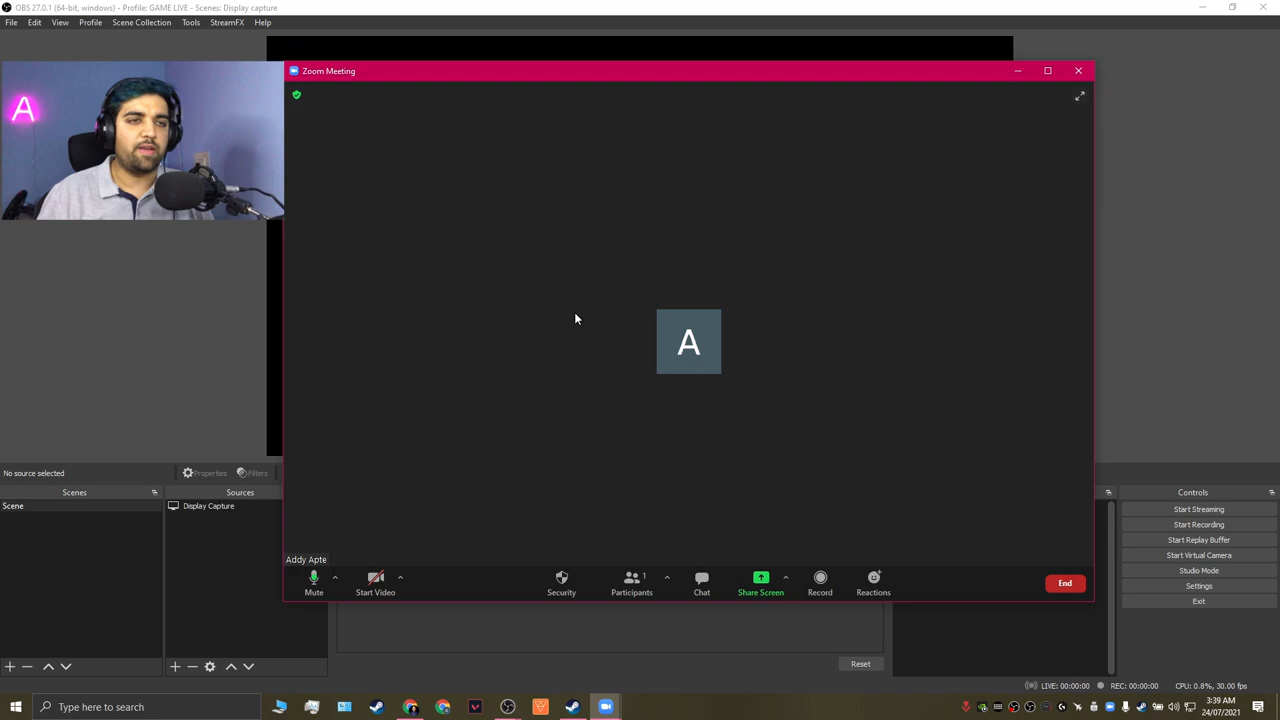 OBS 27.0.1 (64-bit, windows) - Profile: GAME LIVE - Scenes: Display capture
File Edit View Profile Scene Collection Tools StreamFX Help
Zoom Meeting
A
A
No source selected
Properties
Filters
Scenes
Sources
Controls
Scene
Display Capture
Start Streaming
Start Recording
Start Replay Buffer
Start Virtual Camera
Studio Mode
Settings
Exit
Addy Apte
Mute
Start Video
Security
Participants 1
Chat
Share Screen
Record
Reactions
End
Reset
LIVE: 00:00:00
REC: 00:00:00
CPU: 0.8%, 30.00 fps
Type here to search
3:39 AM
24/07/2021